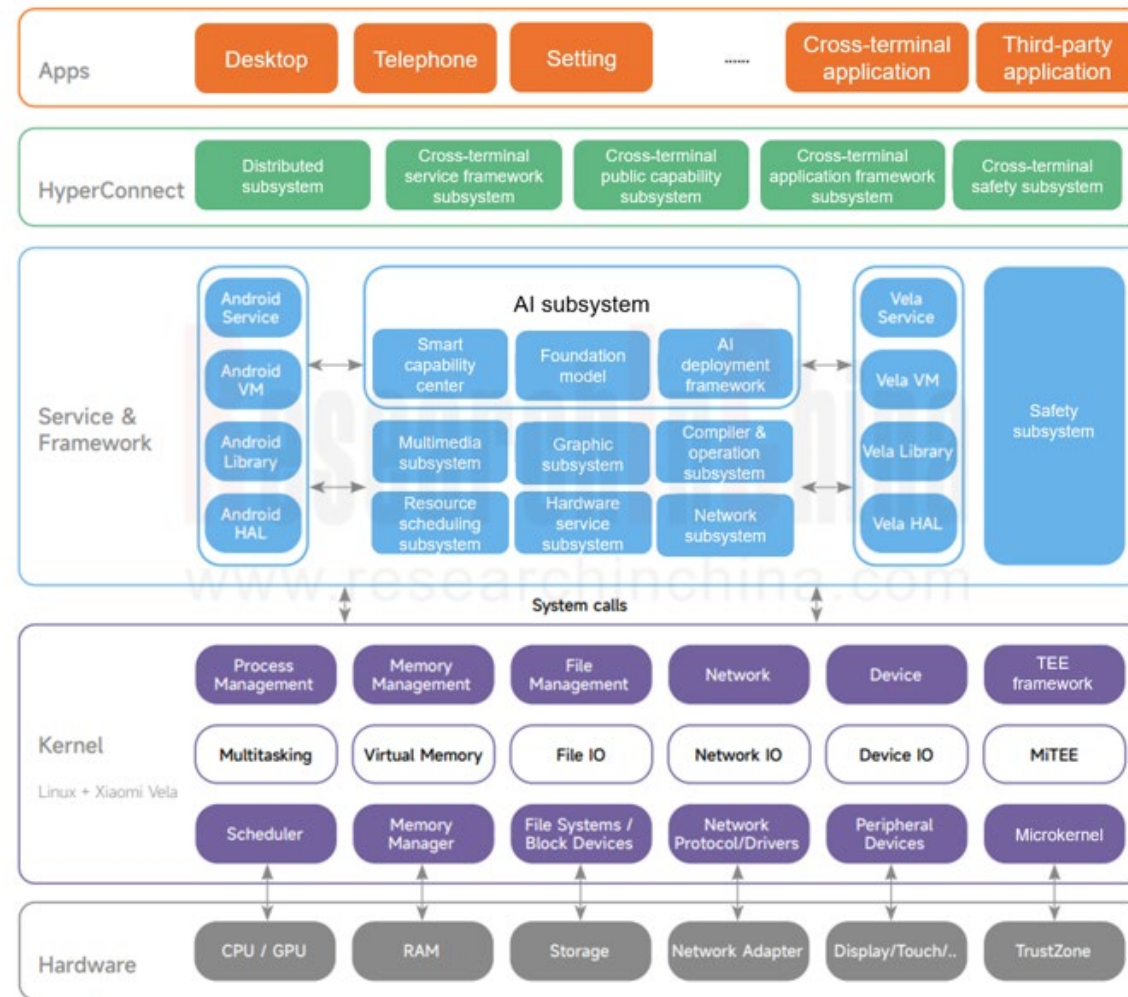 Apps
Desktop
Telephone
Setting
......
Cross-terminal
application
Third-party
application
HyperConnect
Distributed
subsystem
Cross-terminal
service framework
subsystem
Cross-terminal
public capability
subsystem
Cross-terminal
application framework
subsystem
Cross-terminal
safety subsystem
Service &
Framework
Android
Service
Android
VM
Android
Library
Android
HAL
AI subsystem
Smart
capability
center
Foundation
model
AI
deployment
framework
Multimedia
subsystem
Graphic
subsystem
Compiler &
operation
subsystem
Resource
scheduling
subsystem
Hardware
service
subsystem
Network
subsystem
Vela
Service
Vela VM
Vela Library
Vela HAL
Safety
subsystem
ResearchInChina
www.researchinchina.com
System calls
Kernel
Linux + Xiaomi Vela
Process
Management
Memory
Management
File
Management
Network
Device
TEE
framework
Multitasking
Virtual Memory
File IO
Network IO
Device IO
MiTEE
Scheduler
Memory
Manager
File Systems /
Block Devices
Network
Protocol/Drivers
Peripheral
Devices
Microkernel
Hardware
CPU / GPU
RAM
Storage
Network Adapter
Display/Touch/..
TrustZone